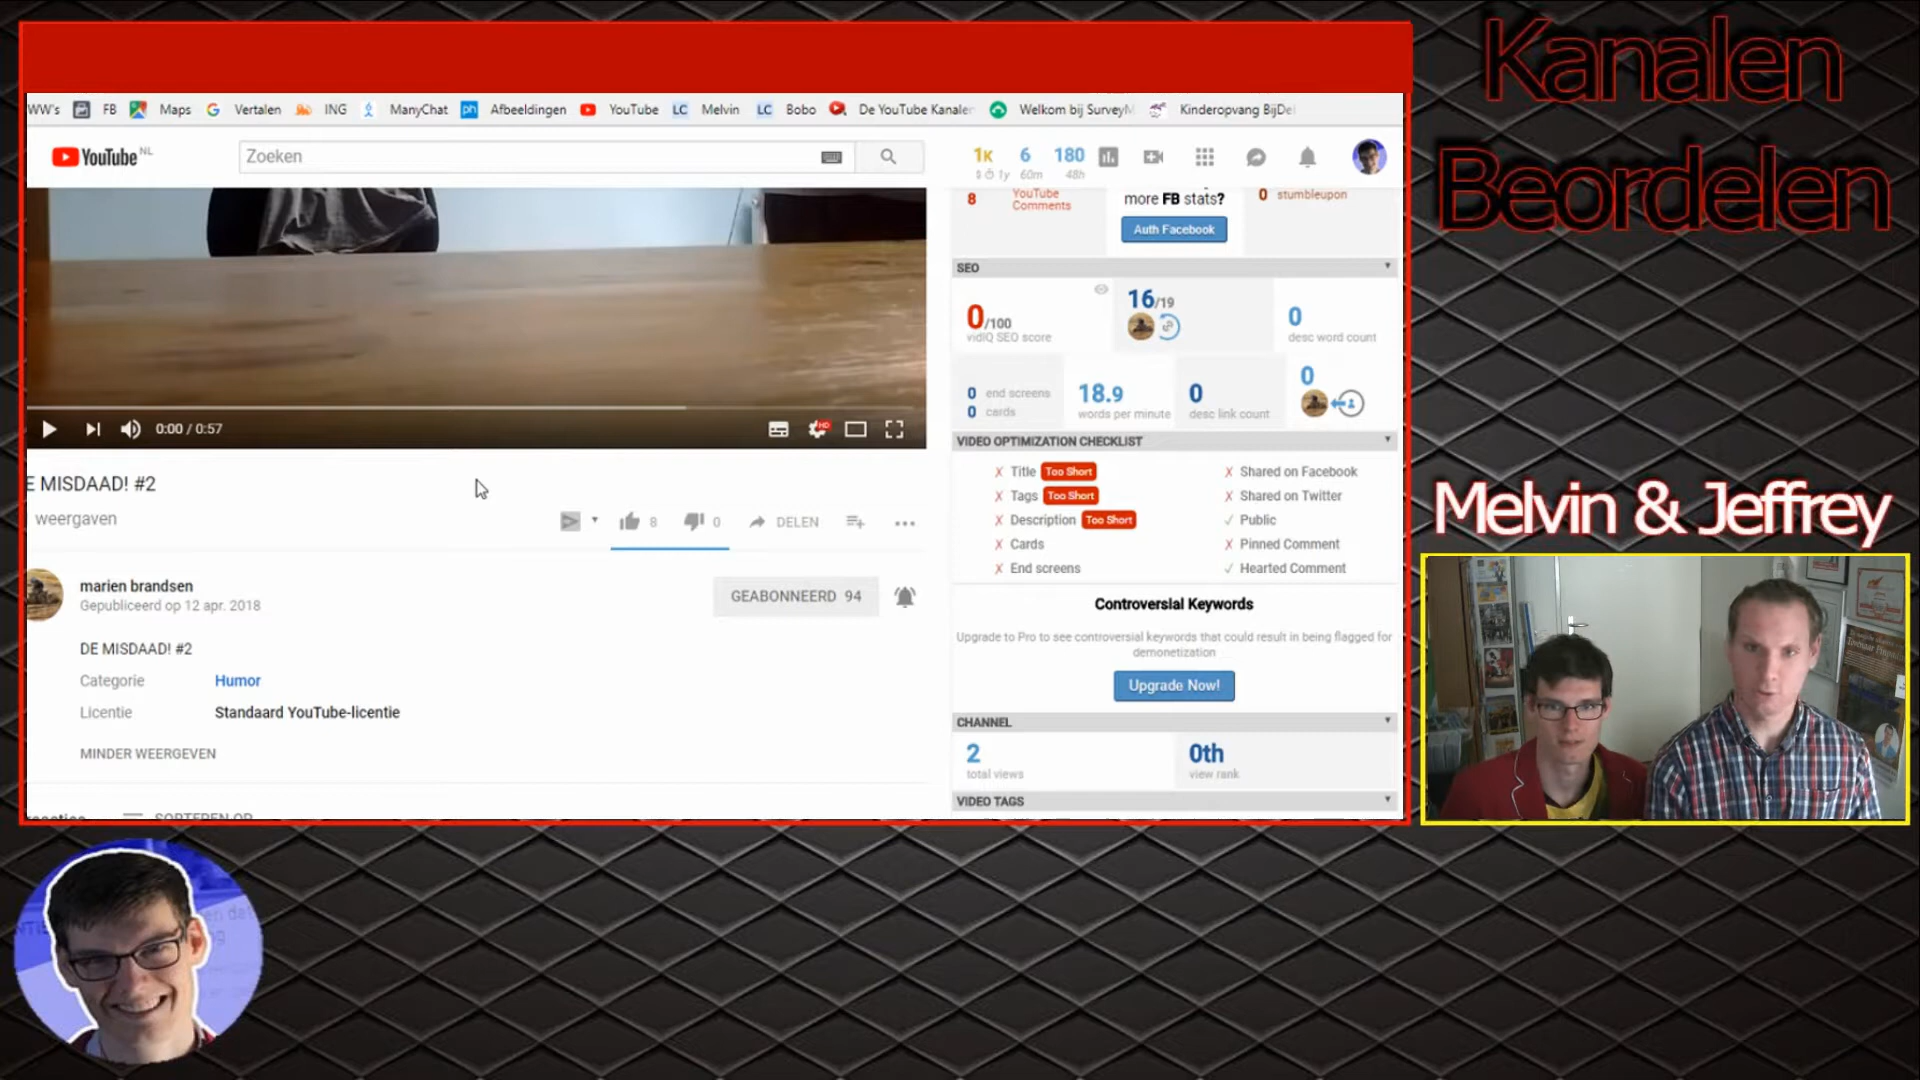 Kanalen
Beordelen
WW's FB Maps Vertalen ING ManyChat Afbeeldingen YouTube LC Melvin LC Bobo De YouTube Kanalen Welkom bij SurveyM Kinderopvang BijDe
YouTube NL
Zoeken
1K 6 180
1y 60m 48h
8 YouTube Comments
more FB stats?
Auth Facebook
0 stumbleupon
SEO
0/100
vidIQ SEO score
16/19
0
desc word count
0 end screens
0 cards
18.9
words per minute
0
desc link count
0
0:00 / 0:57
HD
VIDEO OPTIMIZATION CHECKLIST
X Title Too Short
X Tags Too Short
X Description Too Short
X Cards
X End screens
X Shared on Facebook
X Shared on Twitter
✓ Public
X Pinned Comment
✓ Hearted Comment
E MISDAAD! #2
weergaven
8 0 DELEN
marien brandsen
Gepubliceerd op 12 apr. 2018
GEABONNEERD 94
DE MISDAAD! #2
Categorie Humor
Licentie Standaard YouTube-licentie
MINDER WEERGEVEN
SORTEREN OP
Controversial Keywords
Upgrade to Pro to see controversial keywords that could result in being flagged for
demonetization
Upgrade Now!
CHANNEL
2
total views
0th
view rank
VIDEO TAGS
Melvin & Jeffrey